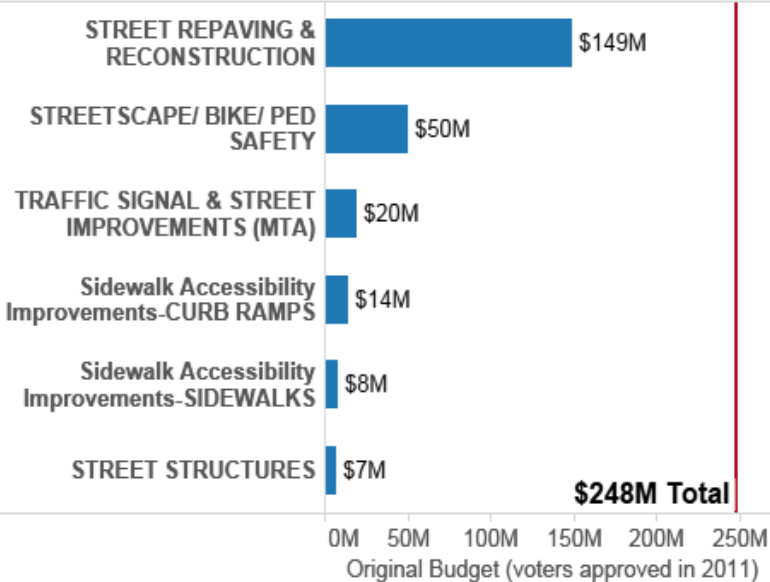 STREET REPAVING &
RECONSTRUCTION
$149M
STREETSCAPE/ BIKE/ PED
SAFETY
$50M
TRAFFIC SIGNAL & STREET
IMPROVEMENTS (MTA)
$20M
Sidewalk Accessibility
Improvements-CURB RAMPS
$14M
Sidewalk Accessibility
Improvements-SIDEWALKS
$8M
STREET STRUCTURES
$7M
$248M Total
0M 50M 100M 150M 200M 250M
Original Budget (voters approved in 2011)